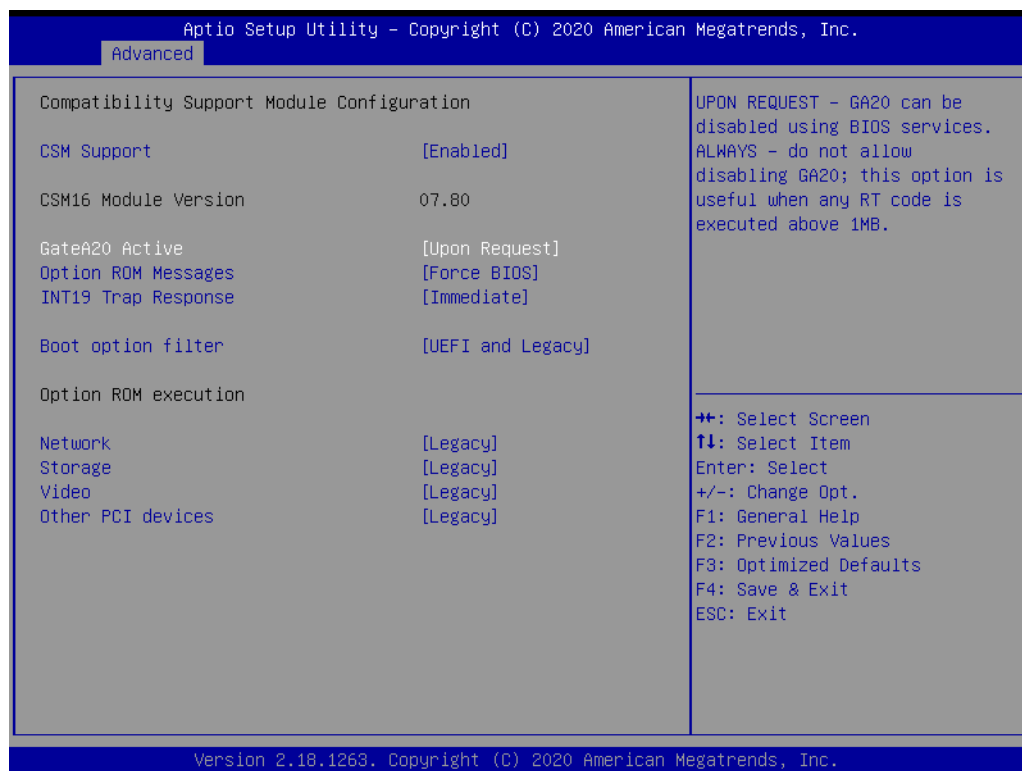 Aptio Setup Utility – Copyright (C) 2020 American Megatrends, Inc.
Advanced
Compatibility Support Module Configuration
CSM Support [Enabled]
CSM16 Module Version 07.80
GateA20 Active [Upon Request]
Option ROM Messages [Force BIOS]
INT19 Trap Response [Immediate]
Boot option filter [UEFI and Legacy]
Option ROM execution
Network [Legacy]
Storage [Legacy]
Video [Legacy]
Other PCI devices [Legacy]
UPON REQUEST – GA20 can be
disabled using BIOS services.
ALWAYS – do not allow
disabling GA20; this option is
useful when any RT code is
executed above 1MB.
→←: Select Screen
↑↓: Select Item
Enter: Select
+/–: Change Opt.
F1: General Help
F2: Previous Values
F3: Optimized Defaults
F4: Save & Exit
ESC: Exit
Version 2.18.1263. Copyright (C) 2020 American Megatrends, Inc.